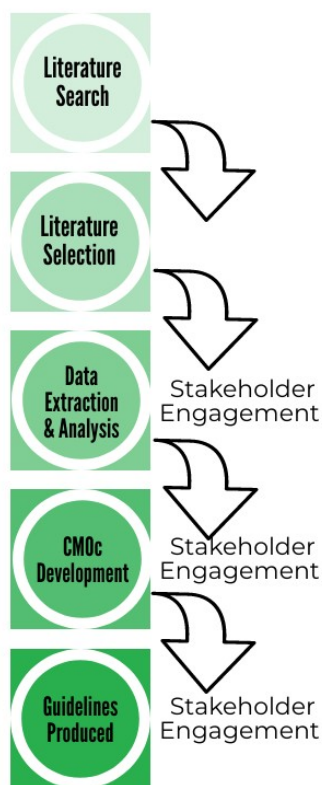 Literature
Search
Literature
Selection
Data
Extraction
& Analysis
Stakeholder
Engagement
CMOc
Development
Stakeholder
Engagement
Guidelines
Produced
Stakeholder
Engagement